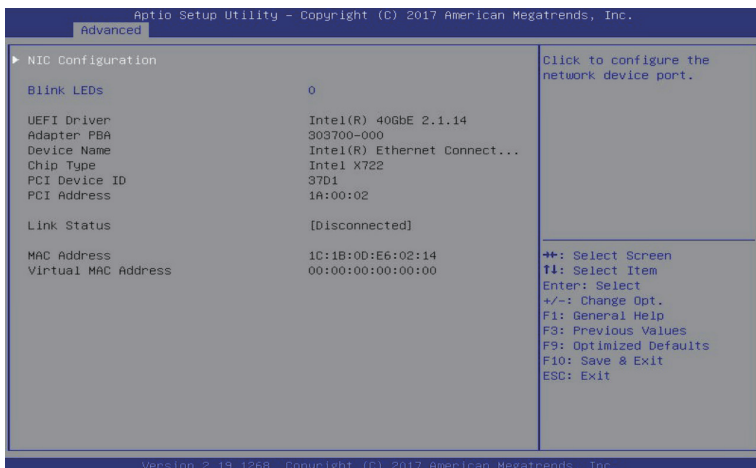 Aptio Setup Utility – Copyright (C) 2017 American Megatrends, Inc.
Advanced
NIC Configuration
Blink LEDs 0
UEFI Driver Intel(R) 40GbE 2.1.14
Adapter PBA 303700-000
Device Name Intel(R) Ethernet Connect...
Chip Type Intel X722
PCI Device ID 37D1
PCI Address 1A:00:02
Link Status [Disconnected]
MAC Address 1C:1B:0D:E6:02:14
Virtual MAC Address 00:00:00:00:00:00
Click to configure the
network device port.
→←: Select Screen
↑↓: Select Item
Enter: Select
+/-: Change Opt.
F1: General Help
F3: Previous Values
F9: Optimized Defaults
F10: Save & Exit
ESC: Exit
Version 2.19.1268. Copyright (C) 2017 American Megatrends, Inc.